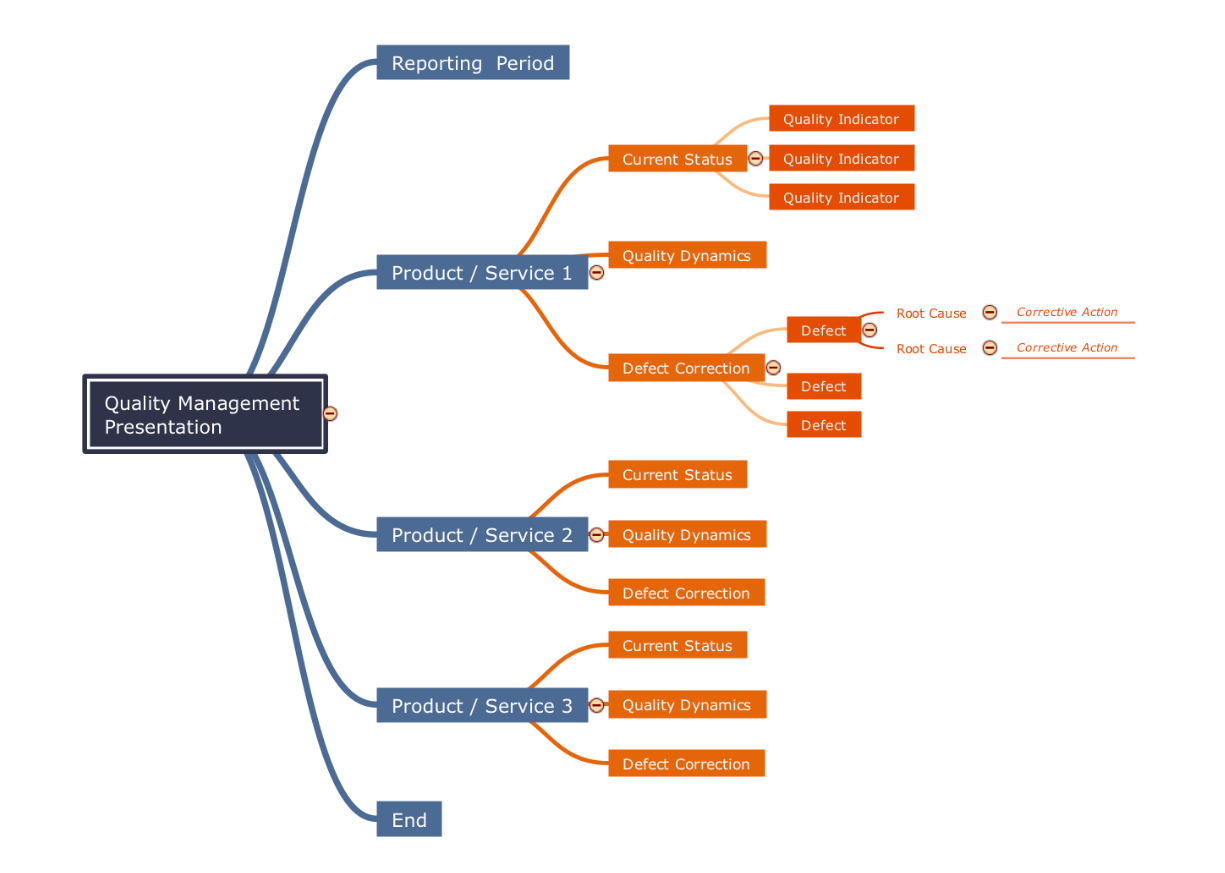 Reporting  Period
Quality Indicator
Current Status
Quality Indicator
Quality Indicator
Quality Dynamics
Product / Service 1
Root Cause
Corrective Action
Defect
Root Cause
Corrective Action
Defect Correction
Defect
Defect
Quality Management
Presentation
Current Status
Product / Service 2
Quality Dynamics
Defect Correction
Current Status
Product / Service 3
Quality Dynamics
Defect Correction
End